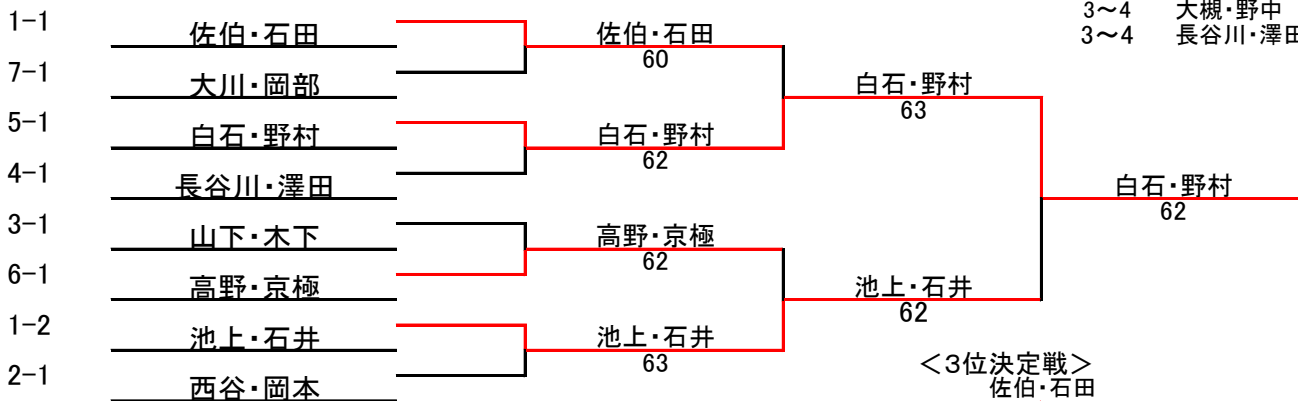 3～4 大槻・野中
3～4 長谷川・澤田
1-1 佐伯・石田
7-1 大川・岡部
5-1 白石・野村
4-1 長谷川・澤田
3-1 山下・木下
6-1 高野・京極
1-2 池上・石井
2-1 西谷・岡本
佐伯・石田
60
白石・野村
62
高野・京極
62
池上・石井
63
白石・野村
63
池上・石井
62
白石・野村
62
＜3位決定戦＞
佐伯・石田